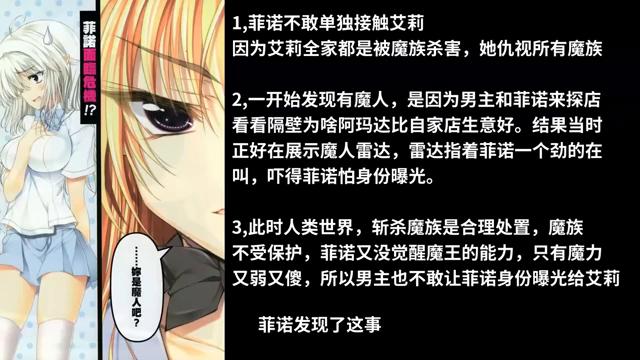 菲諾面臨危機!?
……妳是魔人吧？
1,菲诺不敢单独接触艾莉
因为艾莉全家都是被魔族杀害，她仇视所有魔族
2,一开始发现有魔人，是因为男主和菲诺来探店
看看隔壁为啥阿玛达比自家店生意好。结果当时
正好在展示魔人雷达，雷达指着菲诺一个劲的在
叫，吓得菲诺怕身份曝光。
3,此时人类世界，斩杀魔族是合理处置，魔族
不受保护，菲诺又没觉醒魔王的能力，只有魔力
又弱又傻，所以男主也不敢让菲诺身份曝光给艾莉
菲诺发现了这事